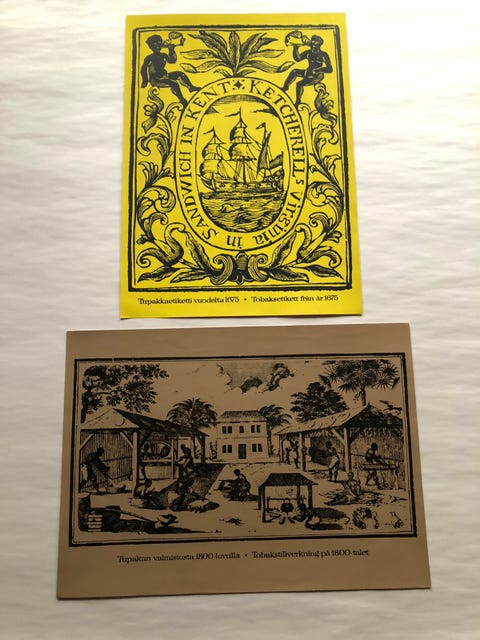 KETCHERELLs Virginia in SANDWICH IN KENT
Tupakkaetiketti vuodelta 1675 • Tobaksetikett från år 1675
Tupakan valmistusta 1800-luvulla • Tobakstillverkning på 1800-talet